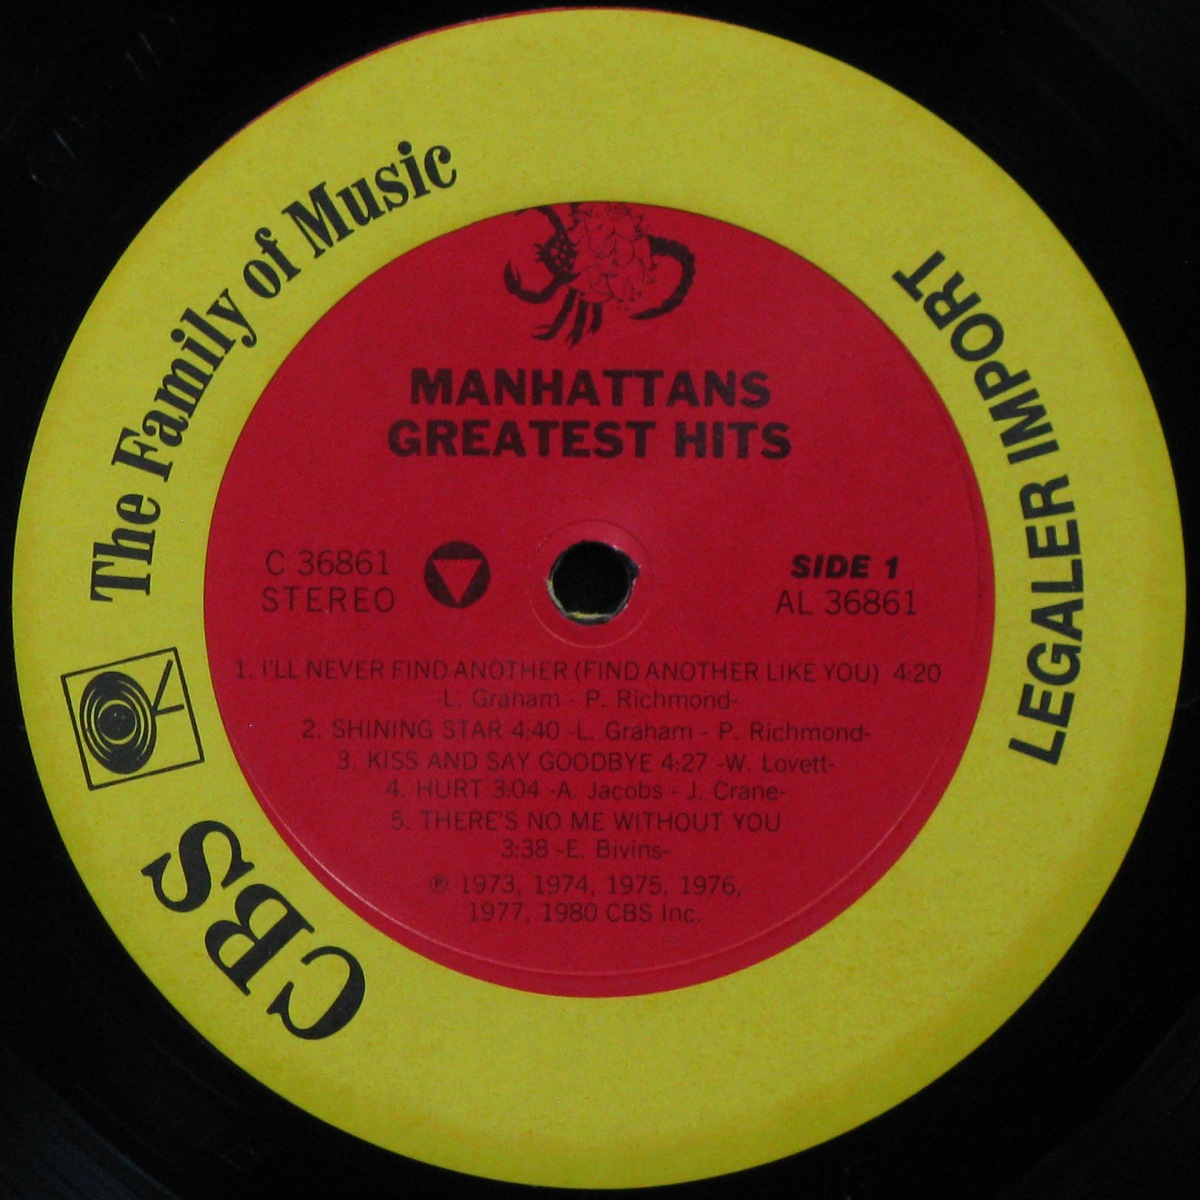 CBS The Family of Music
LEGALER IMPORT
MANHATTANS
GREATEST HITS
C 36861
STEREO
SIDE 1
AL 36861
1. I'LL NEVER FIND ANOTHER (FIND ANOTHER LIKE YOU) 4:20
-L. Graham - P. Richmond-
2. SHINING STAR 4:40 -L. Graham - P. Richmond-
3. KISS AND SAY GOODBYE 4:27 -W. Lovett-
4. HURT 3:04 -A. Jacobs - J. Crane-
5. THERE'S NO ME WITHOUT YOU
3:38 -E. Bivins-
℗ 1973, 1974, 1975, 1976,
1977, 1980 CBS Inc.